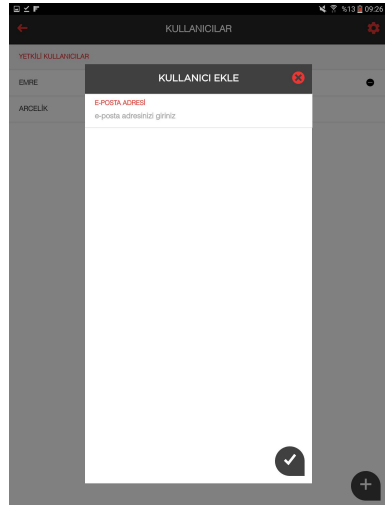 %13 09:26
KULLANICILAR
YETKİLİ KULLANICILAR
EMRE
ARCELİK
KULLANICI EKLE
E-POSTA ADRESİ
e-posta adresinizi giriniz